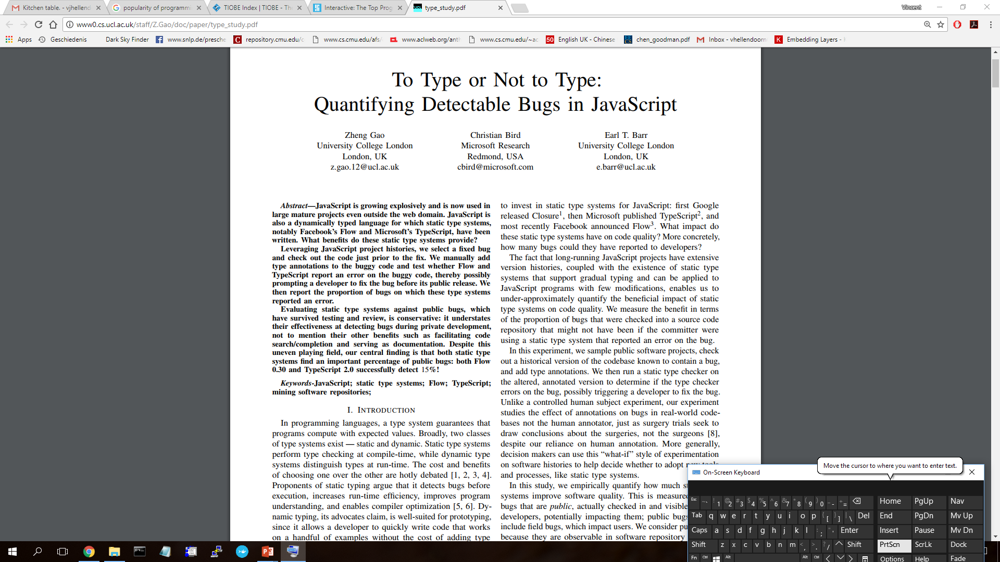 Kitchen table. - vjhellend
popularity of programmi
TIOBE Index | TIOBE - Th
Interactive: The Top Prog
type_study.pdf
Vincent
www0.cs.ucl.ac.uk/staff/Z.Gao/doc/paper/type_study.pdf
Apps
Geschiedenis
Dark Sky Finder
www.snlp.de/presche
repository.cmu.edu/c
www.cs.cmu.edu/afs/
www.aclweb.org/anth
www.cs.cmu.edu/~ac
English UK - Chinese
chen_goodman.pdf
Inbox - vhellendoorn
Embedding Layers -
To Type or Not to Type:
Quantifying Detectable Bugs in JavaScript
Zheng Gao
University College London
London, UK
z.gao.12@ucl.ac.uk
Christian Bird
Microsoft Research
Redmond, USA
cbird@microsoft.com
Earl T. Barr
University College London
London, UK
e.barr@ucl.ac.uk
Abstract—JavaScript is growing explosively and is now used in
large mature projects even outside the web domain. JavaScript is
also a dynamically typed language for which static type systems,
notably Facebook's Flow and Microsoft's TypeScript, have been
written. What benefits do these static type systems provide?
Leveraging JavaScript project histories, we select a fixed bug
and check out the code just prior to the fix. We manually add
type annotations to the buggy code and test whether Flow and
TypeScript report an error on the buggy code, thereby possibly
prompting a developer to fix the bug before its public release. We
then report the proportion of bugs on which these type systems
reported an error.
Evaluating static type systems against public bugs, which
have survived testing and review, is conservative: it understates
their effectiveness at detecting bugs during private development,
not to mention their other benefits such as facilitating code
search/completion and serving as documentation. Despite this
uneven playing field, our central finding is that both static type
systems find an important percentage of public bugs: both Flow
0.30 and TypeScript 2.0 successfully detect 15%!
Keywords-JavaScript; static type systems; Flow; TypeScript;
mining software repositories;
I. INTRODUCTION
In programming languages, a type system guarantees that
programs compute with expected values. Broadly, two classes
of type systems exist — static and dynamic. Static type systems
perform type checking at compile-time, while dynamic type
systems distinguish types at run-time. The cost and benefits
of choosing one over the other are hotly debated [1, 2, 3, 4].
Proponents of static typing argue that it detects bugs before
execution, increases run-time efficiency, improves program
understanding, and enables compiler optimization [5, 6]. Dy-
namic typing, its advocates claim, is well-suited for prototyping,
since it allows a developer to quickly write code that works
on a handful of examples without the cost of adding type
to invest in static type systems for JavaScript: first Google
released Closure1, then Microsoft published TypeScript2, and
most recently Facebook announced Flow3. What impact do
these static type systems have on code quality? More concretely,
how many bugs could they have reported to developers?
The fact that long-running JavaScript projects have extensive
version histories, coupled with the existence of static type
systems that support gradual typing and can be applied to
JavaScript programs with few modifications, enables us to
under-approximately quantify the beneficial impact of static
type systems on code quality. We measure the benefit in terms
of the proportion of bugs that were checked into a source code
repository that might not have been if the committer were
using a static type system that reported an error on the bug.
In this experiment, we sample public software projects, check
out a historical version of the codebase known to contain a bug,
and add type annotations. We then run a static type checker on
the altered, annotated version to determine if the type checker
errors on the bug, possibly triggering a developer to fix the bug.
Unlike a controlled human subject experiment, our experiment
studies the effect of annotations on bugs in real-world code-
bases not the human annotator, just as surgery trials seek to
draw conclusions about the surgeries, not the surgeons [8],
despite our reliance on human annotation. More generally,
decision makers can use this "what-if" style of experimentation
on software histories to help decide whether to adopt new tools
and processes, like static type systems.
In this study, we empirically quantify how much st
systems improve software quality. This is measured
bugs that are public, actually checked in and visible
developers, potentially impacting them; public bugs
include field bugs, which impact users. We consider pu
because they are observable in software repository
Move the cursor to where you want to enter text.
On-Screen Keyboard
Esc ~ ` ! 1 @ 2 # 3 $ 4 % 5 ^ 6 & 7 * 8 ( 9 ) 0 _ - + = Home PgUp Nav
Tab q w e r t y u i o p { [ } ] | \ Del End PgDn Mv Up
Caps a s d f g h j k l : ; " ' Enter Insert Pause Mv Dn
Shift z x c v b n m < , > . ? / Shift PrtScn ScrLk Dock
Fn Ctrl Alt Alt Ctrl Options Help Fade